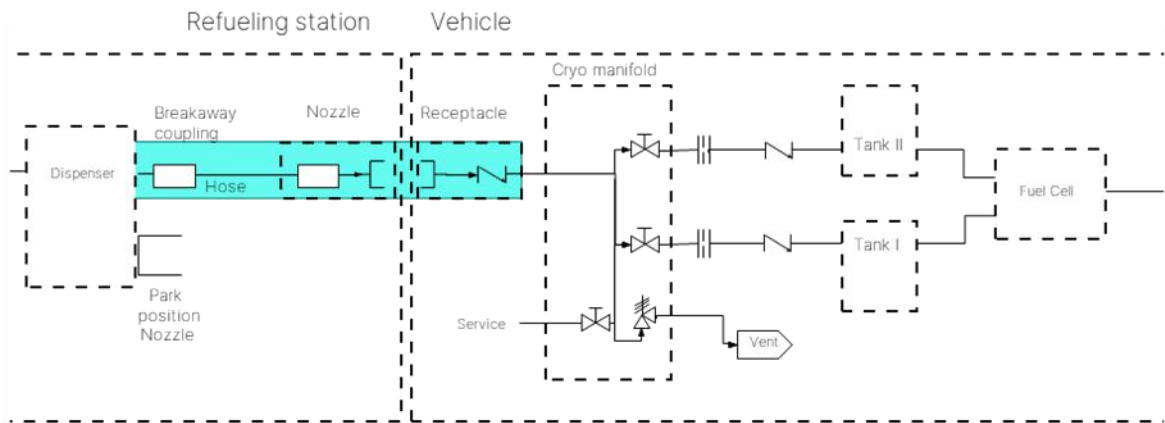 Refueling station
Vehicle
Cryo manifold
Breakaway
coupling
Nozzle
Receptacle
Dispenser
Hose
Tank II
Fuel Cell
Tank I
Park
position
Nozzle
Service
Vent